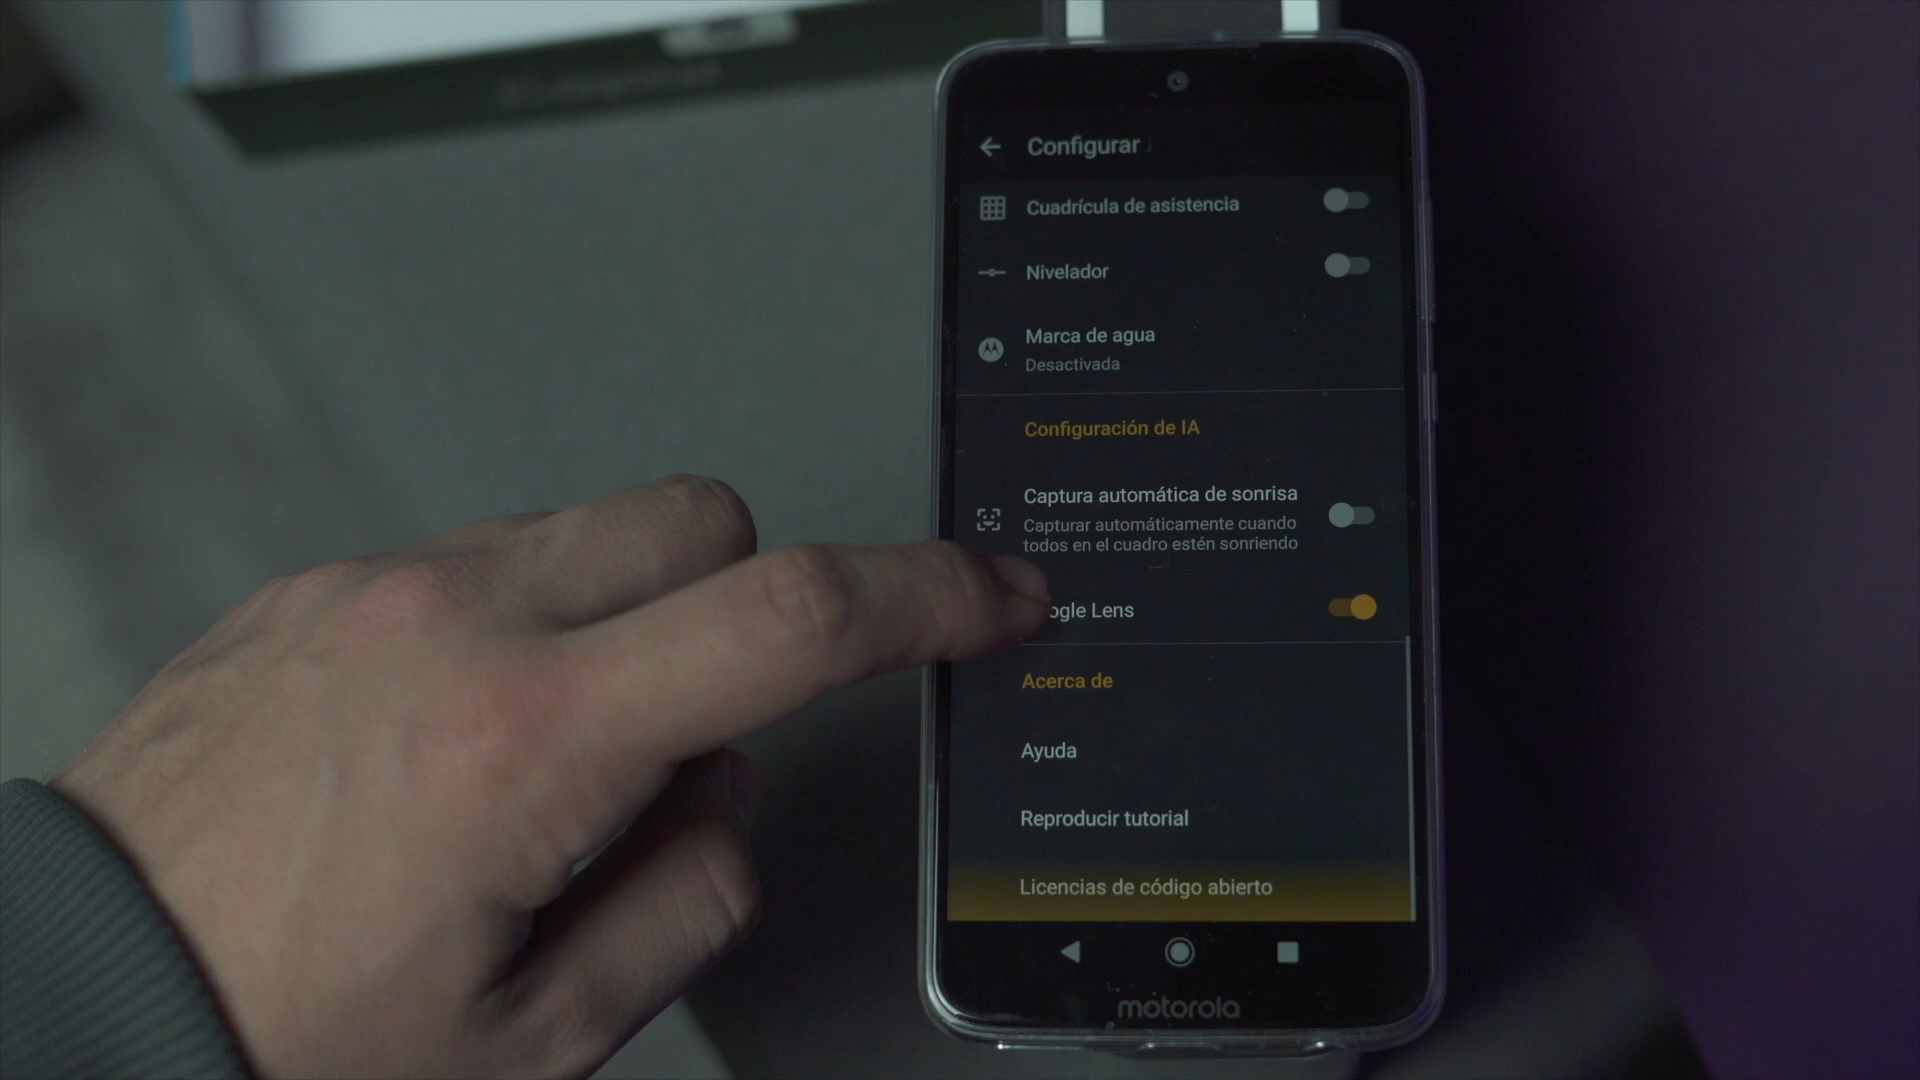 Configurar
Cuadrícula de asistencia
Nivelador
Marca de agua
Desactivada
Configuración de IA
Captura automática de sonrisa
Capturar automáticamente cuando
todos en el cuadro estén sonriendo
ogle Lens
Acerca de
Ayuda
Reproducir tutorial
Licencias de código abierto
motorola